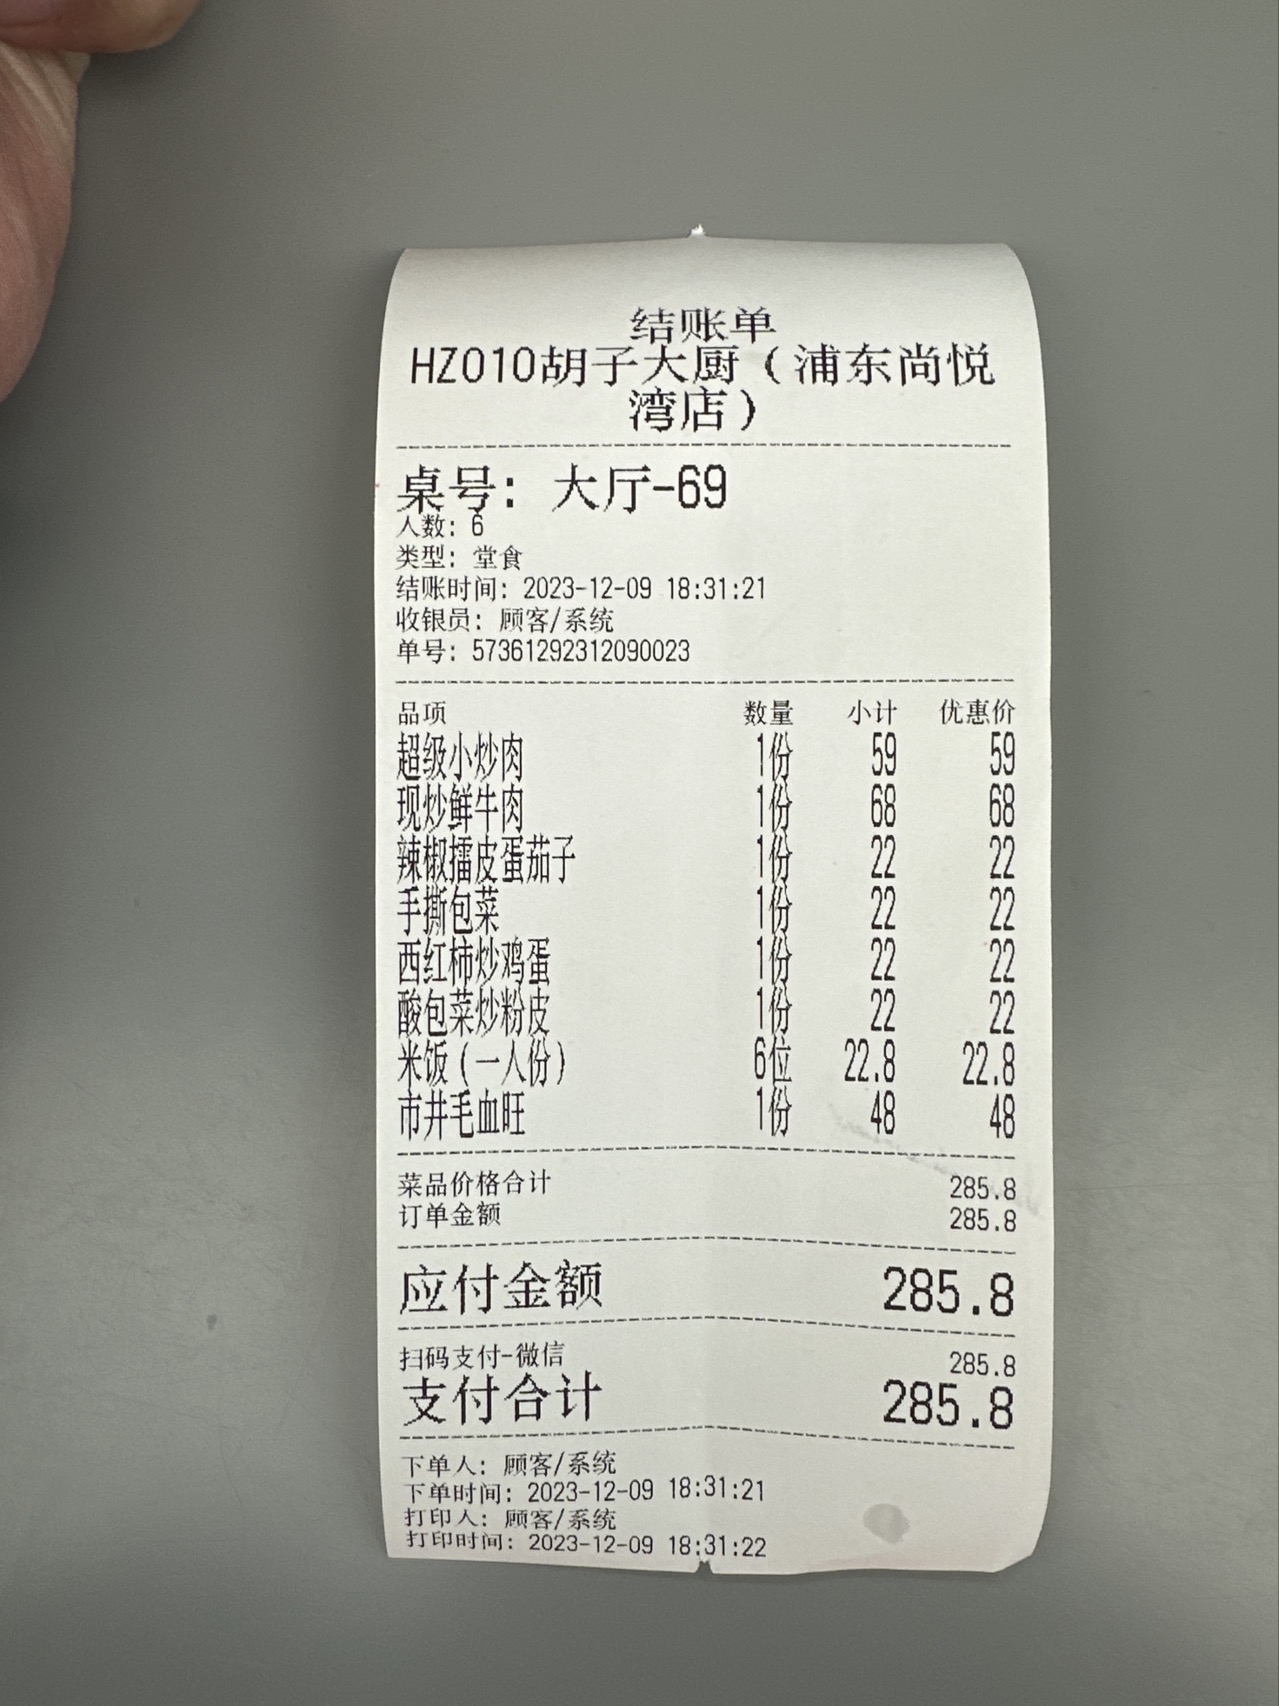 结账单
HZ010胡子大厨（浦东尚悦
湾店）
桌号：大厅-69
人数：6
类型：堂食
结账时间：2023-12-09 18:31:21
收银员：顾客/系统
单号：57361292312090023
品项 数量 小计 优惠价
超级小炒肉 1份 59 59
现炒鲜牛肉 1份 68 68
辣椒擂皮蛋茄子 1份 22 22
手撕包菜 1份 22 22
西红柿炒鸡蛋 1份 22 22
酸包菜炒粉皮 1份 22 22
米饭（一人份） 6位 22.8 22.8
市井毛血旺 1份 48 48
菜品价格合计 285.8
订单金额 285.8
应付金额 285.8
扫码支付-微信 285.8
支付合计 285.8
下单人：顾客/系统
下单时间：2023-12-09 18:31:21
打印人：顾客/系统
打印时间：2023-12-09 18:31:22